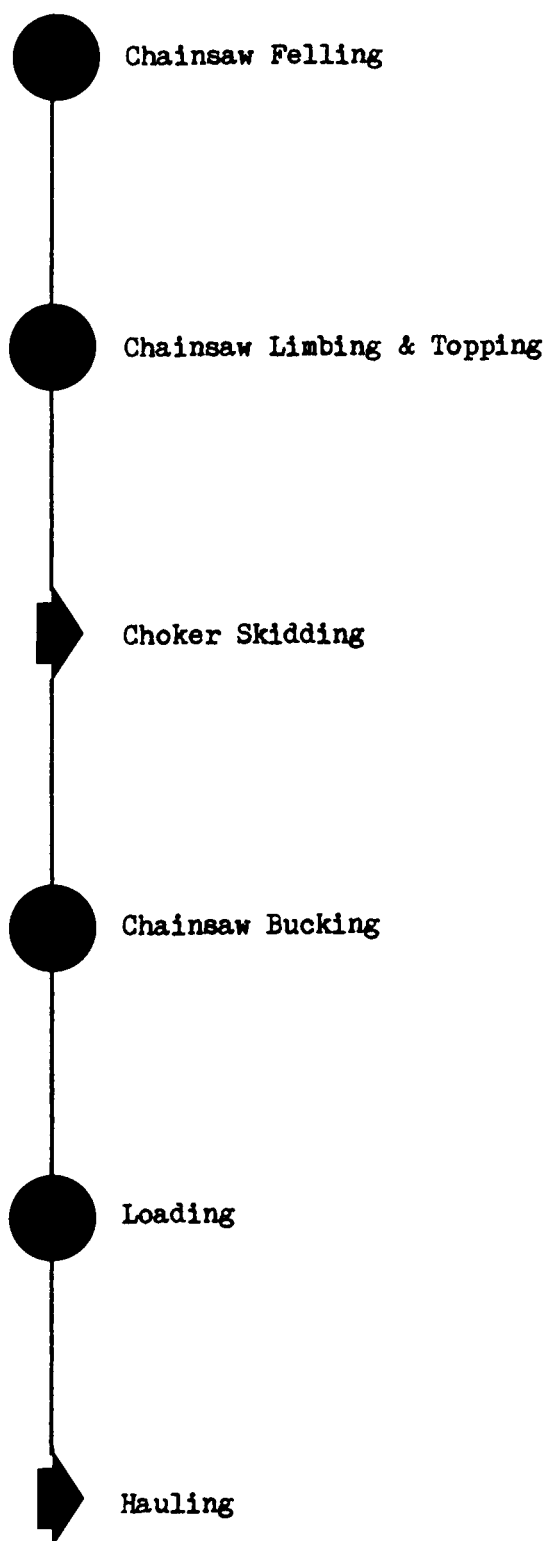 Chainsaw Felling
Chainsaw Limbing & Topping
Choker Skidding
Chainsaw Bucking
Loading
Hauling